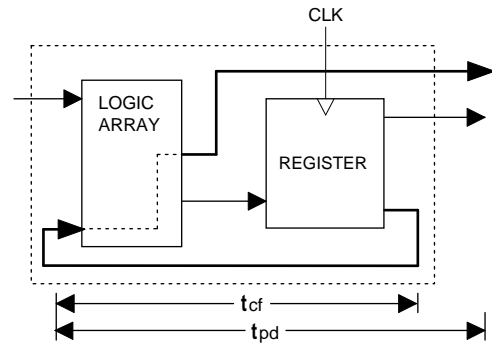 CLK
LOGIC
ARRAY
REGISTER
tcf
tpd